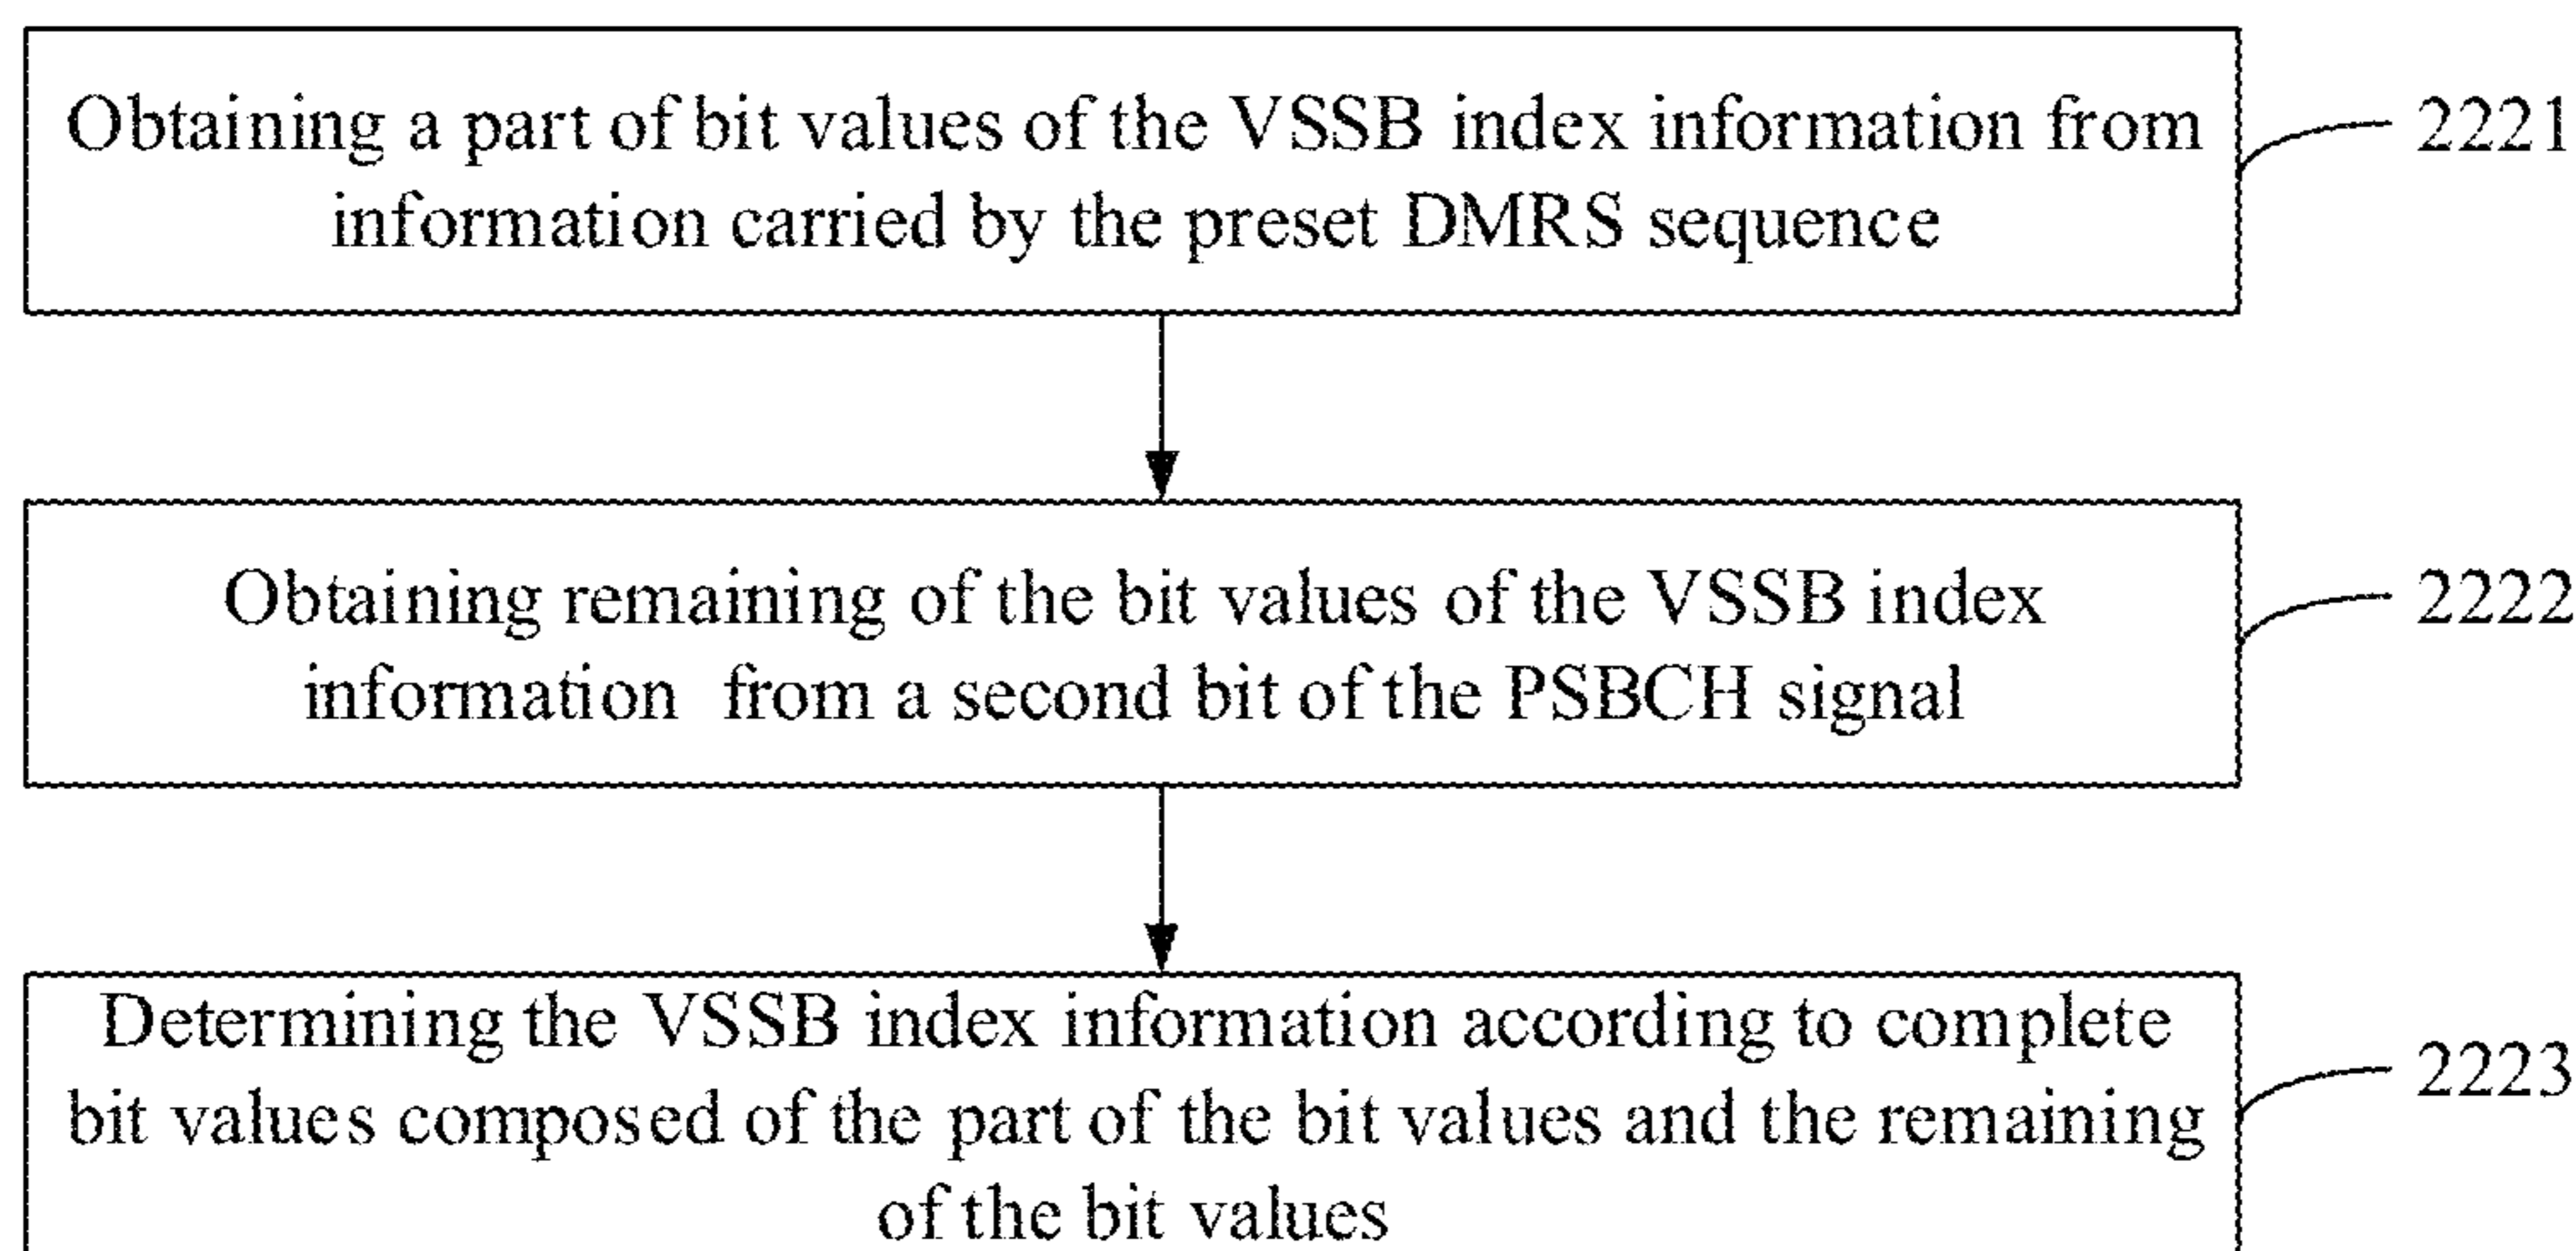 Obtaining a part of bit values of the VSSB index information from
information carried by the preset DMRS sequence
2221
Obtaining remaining of the bit values of the VSSB index
information from a second bit of the PSBCH signal
2222
Determining the VSSB index information according to complete
bit values composed of the part of the bit values and the remaining
of the bit values
2223